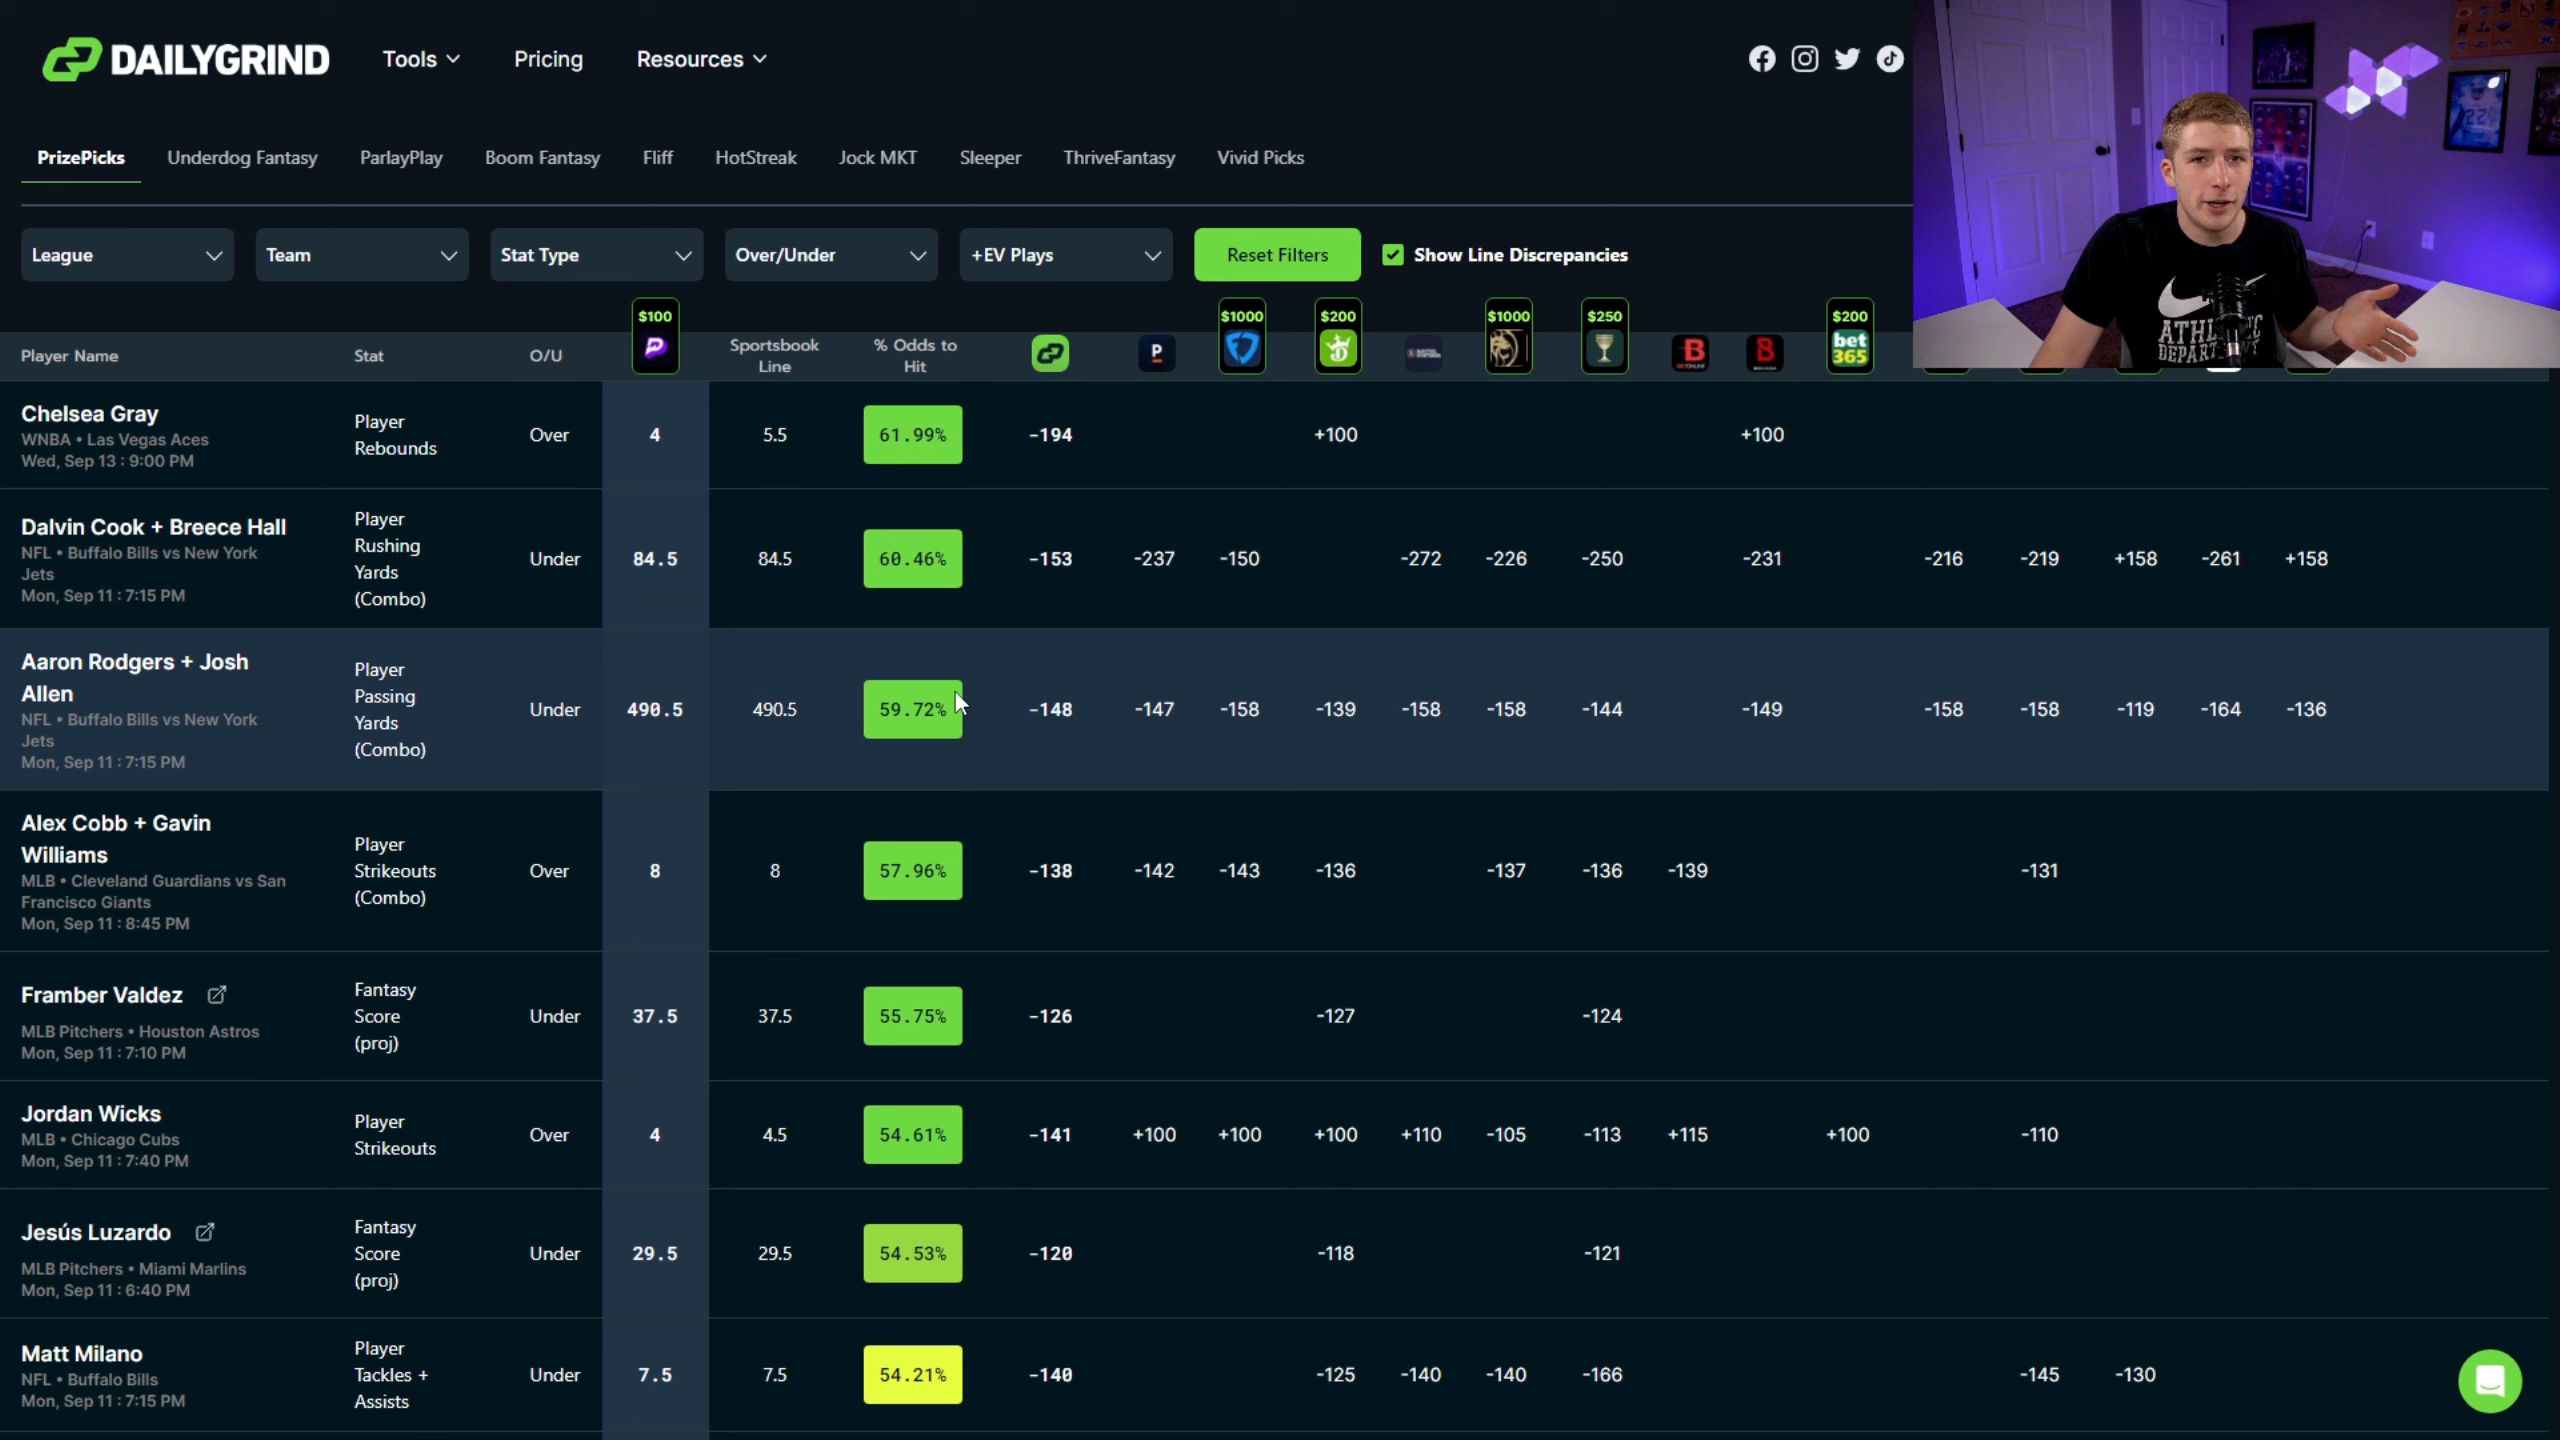 DAILYGRIND
Tools
Pricing
Resources
PrizePicks
Underdog Fantasy
ParlayPlay
Boom Fantasy
Fliff
HotStreak
Jock MKT
Sleeper
ThriveFantasy
Vivid Picks
League
Team
Stat Type
Over/Under
+EV Plays
Reset Filters
Show Line Discrepancies
$100
$1000
$200
$1000
$250
$200
Player Name
Stat
O/U
P
Sportsbook
Line
% Odds to
Hit
P
B
BETONLINE
B
bet
365
Chelsea Gray
WNBA • Las Vegas Aces
Wed, Sep 13 : 9:00 PM
Player
Rebounds
Over
4
5.5
61.99%
-194
+100
+100
Dalvin Cook + Breece Hall
NFL • Buffalo Bills vs New York
Jets
Mon, Sep 11 : 7:15 PM
Player
Rushing
Yards
(Combo)
Under
84.5
84.5
60.46%
-153
-237
-150
-272
-226
-250
-231
-216
-219
+158
-261
+158
Aaron Rodgers + Josh
Allen
NFL • Buffalo Bills vs New York
Jets
Mon, Sep 11 : 7:15 PM
Player
Passing
Yards
(Combo)
Under
490.5
490.5
59.72%
-148
-147
-158
-139
-158
-158
-144
-149
-158
-158
-119
-164
-136
Alex Cobb + Gavin
Williams
MLB • Cleveland Guardians vs San
Francisco Giants
Mon, Sep 11 : 8:45 PM
Player
Strikeouts
(Combo)
Over
8
8
57.96%
-138
-142
-143
-136
-137
-136
-139
-131
Framber Valdez
MLB Pitchers • Houston Astros
Mon, Sep 11 : 7:10 PM
Fantasy
Score
(proj)
Under
37.5
37.5
55.75%
-126
-127
-124
Jordan Wicks
MLB • Chicago Cubs
Mon, Sep 11 : 7:40 PM
Player
Strikeouts
Over
4
4.5
54.61%
-141
+100
+100
+100
+110
-105
-113
+115
+100
-110
Jesús Luzardo
MLB Pitchers • Miami Marlins
Mon, Sep 11 : 6:40 PM
Fantasy
Score
(proj)
Under
29.5
29.5
54.53%
-120
-118
-121
Matt Milano
NFL • Buffalo Bills
Mon, Sep 11 : 7:15 PM
Player
Tackles +
Assists
Under
7.5
7.5
54.21%
-140
-125
-140
-140
-166
-145
-130